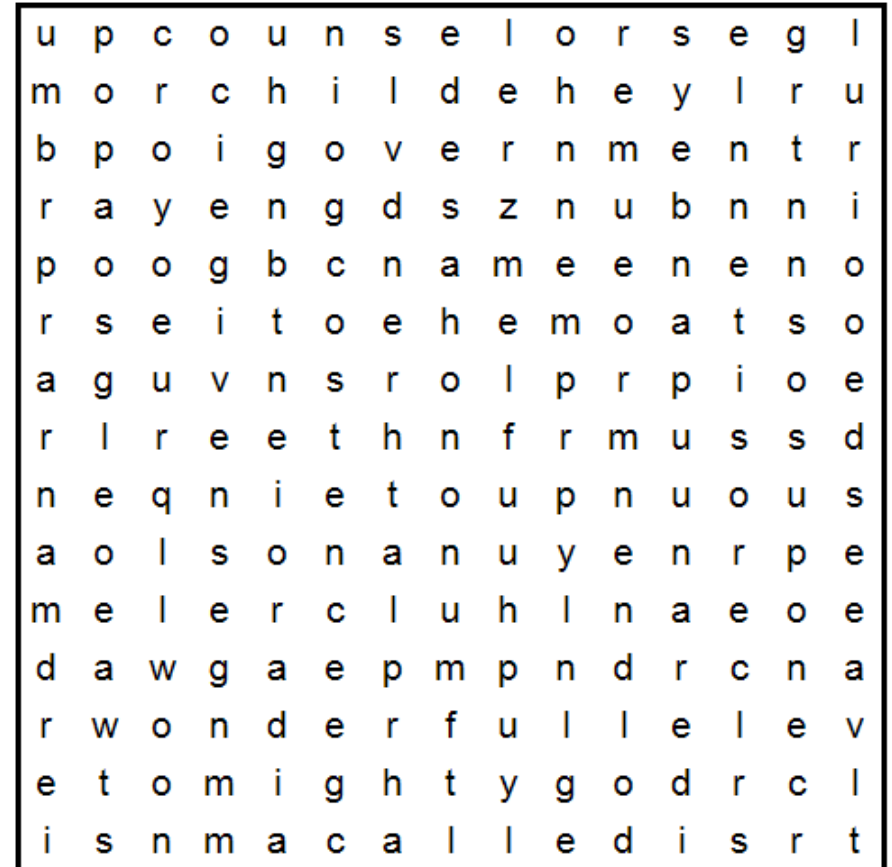 u p c o u n s e l o r s e g l
m o r c h i l d e h e y l r u
b p o i g o v e r n m e n t r
r a y e n g d s z n u b n n i
p o o g b c n a m e e n e n o
r s e i t o e h e m o a t s o
a g u v n s r o l p r p i o e
r l r e e t h n f r m u s s d
n e q n i e t o u p n u o u s
a o l s o n a n u y e n r p e
m e l e r c l u h l n a e o e
d a w g a e p m p n d r c n a
r w o n d e r f u l l e l e v
e t o m i g h t y g o d r c l
i s n m a c a l l e d i s r t